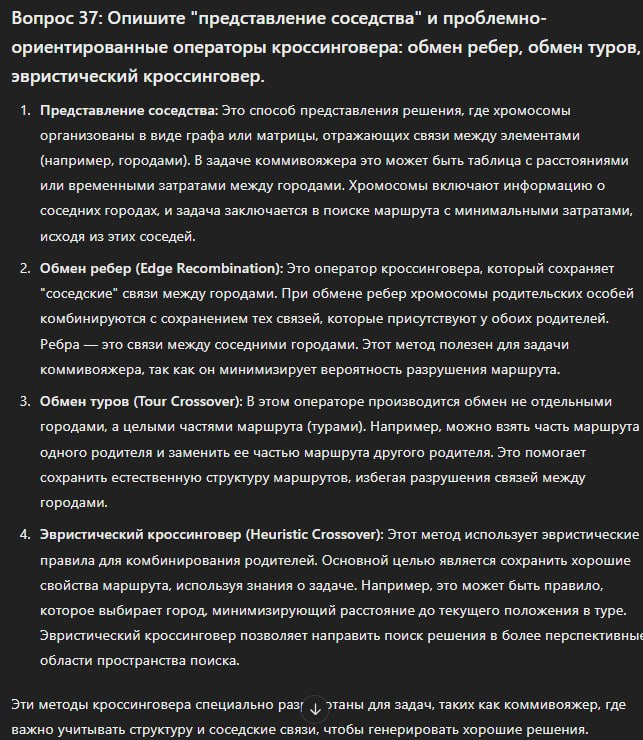 Вопрос 37: Опишите "представление соседства" и проблемно-
ориентированные операторы кроссинговера: обмен ребер, обмен туров,
эвристический кроссинговер.
1. Представление соседства: Это способ представления решения, где хромосомы
организованы в виде графа или матрицы, отражающих связи между элементами
(например, городами). В задаче коммивояжера это может быть таблица с расстояниями
или временными затратами между городами. Хромосомы включают информацию о
соседних городах, и задача заключается в поиске маршрута с минимальными затратами,
исходя из этих соседей.
2. Обмен ребер (Edge Recombination): Это оператор кроссинговера, который сохраняет
"соседские" связи между городами. При обмене ребер хромосомы родительских особей
комбинируются с сохранением тех связей, которые присутствуют у обоих родителей.
Ребра — это связи между соседними городами. Этот метод полезен для задачи
коммивояжера, так как он минимизирует вероятность разрушения маршрута.
3. Обмен туров (Tour Crossover): В этом операторе производится обмен не отдельными
городами, а целыми частями маршрута (турами). Например, можно взять часть маршрута
одного родителя и заменить ее частью маршрута другого родителя. Это помогает
сохранить естественную структуру маршрутов, избегая разрушения связей между
городами.
4. Эвристический кроссинговер (Heuristic Crossover): Этот метод использует эвристические
правила для комбинирования родителей. Основной целью является сохранить хорошие
свойства маршрута, используя знания о задаче. Например, это может быть правило,
которое выбирает город, минимизирующий расстояние до текущего положения в туре.
Эвристический кроссинговер позволяет направить поиск решения в более перспективные
области пространства поиска.
Эти методы кроссинговера специально для задач, таких как коммивояжер, где
важно учитывать структуру и соседские связи, чтобы генерировать хорошие решения.